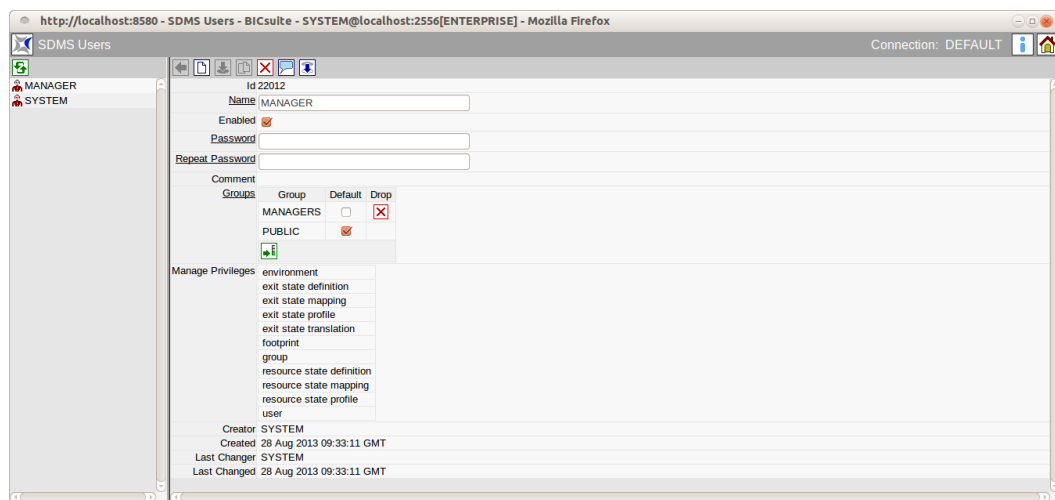 http://localhost:8580 - SDMS Users - BICsuite - SYSTEM@localhost:2556[ENTERPRISE] - Mozilla Firefox
SDMS Users Connection: DEFAULT
MANAGER
SYSTEM
Id 22012
Name MANAGER
Enabled
Password
Repeat Password
Comment
Groups Group Default Drop
MANAGERS
PUBLIC
Manage Privileges environment
exit state definition
exit state mapping
exit state profile
exit state translation
footprint
group
resource state definition
resource state mapping
resource state profile
user
Creator SYSTEM
Created 28 Aug 2013 09:33:11 GMT
Last Changer SYSTEM
Last Changed 28 Aug 2013 09:33:11 GMT